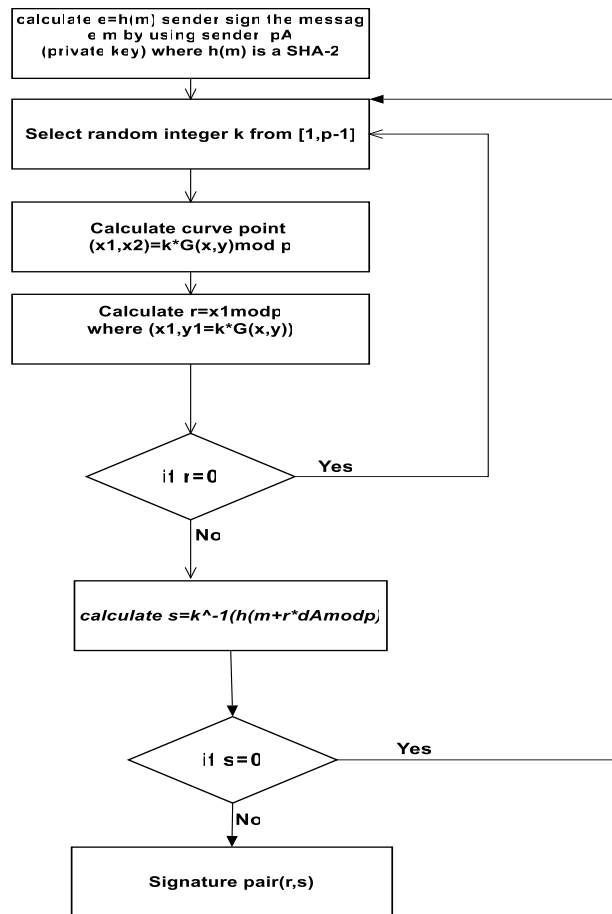 calculate e=h(m) sender sign the messag
e m by using sender pA
(private key) where h(m) is a SHA-2
Select random integer k from [1,p-1]
Calculate curve point
(x1,x2)=k*G(x,y)mod p
Calculate r=x1modp
where (x1,y1=k*G(x,y))
if r=0
Yes
No
calculate s=k^-1(h(m+r*dAmodp)
if s=0
Yes
No
Signature pair(r,s)